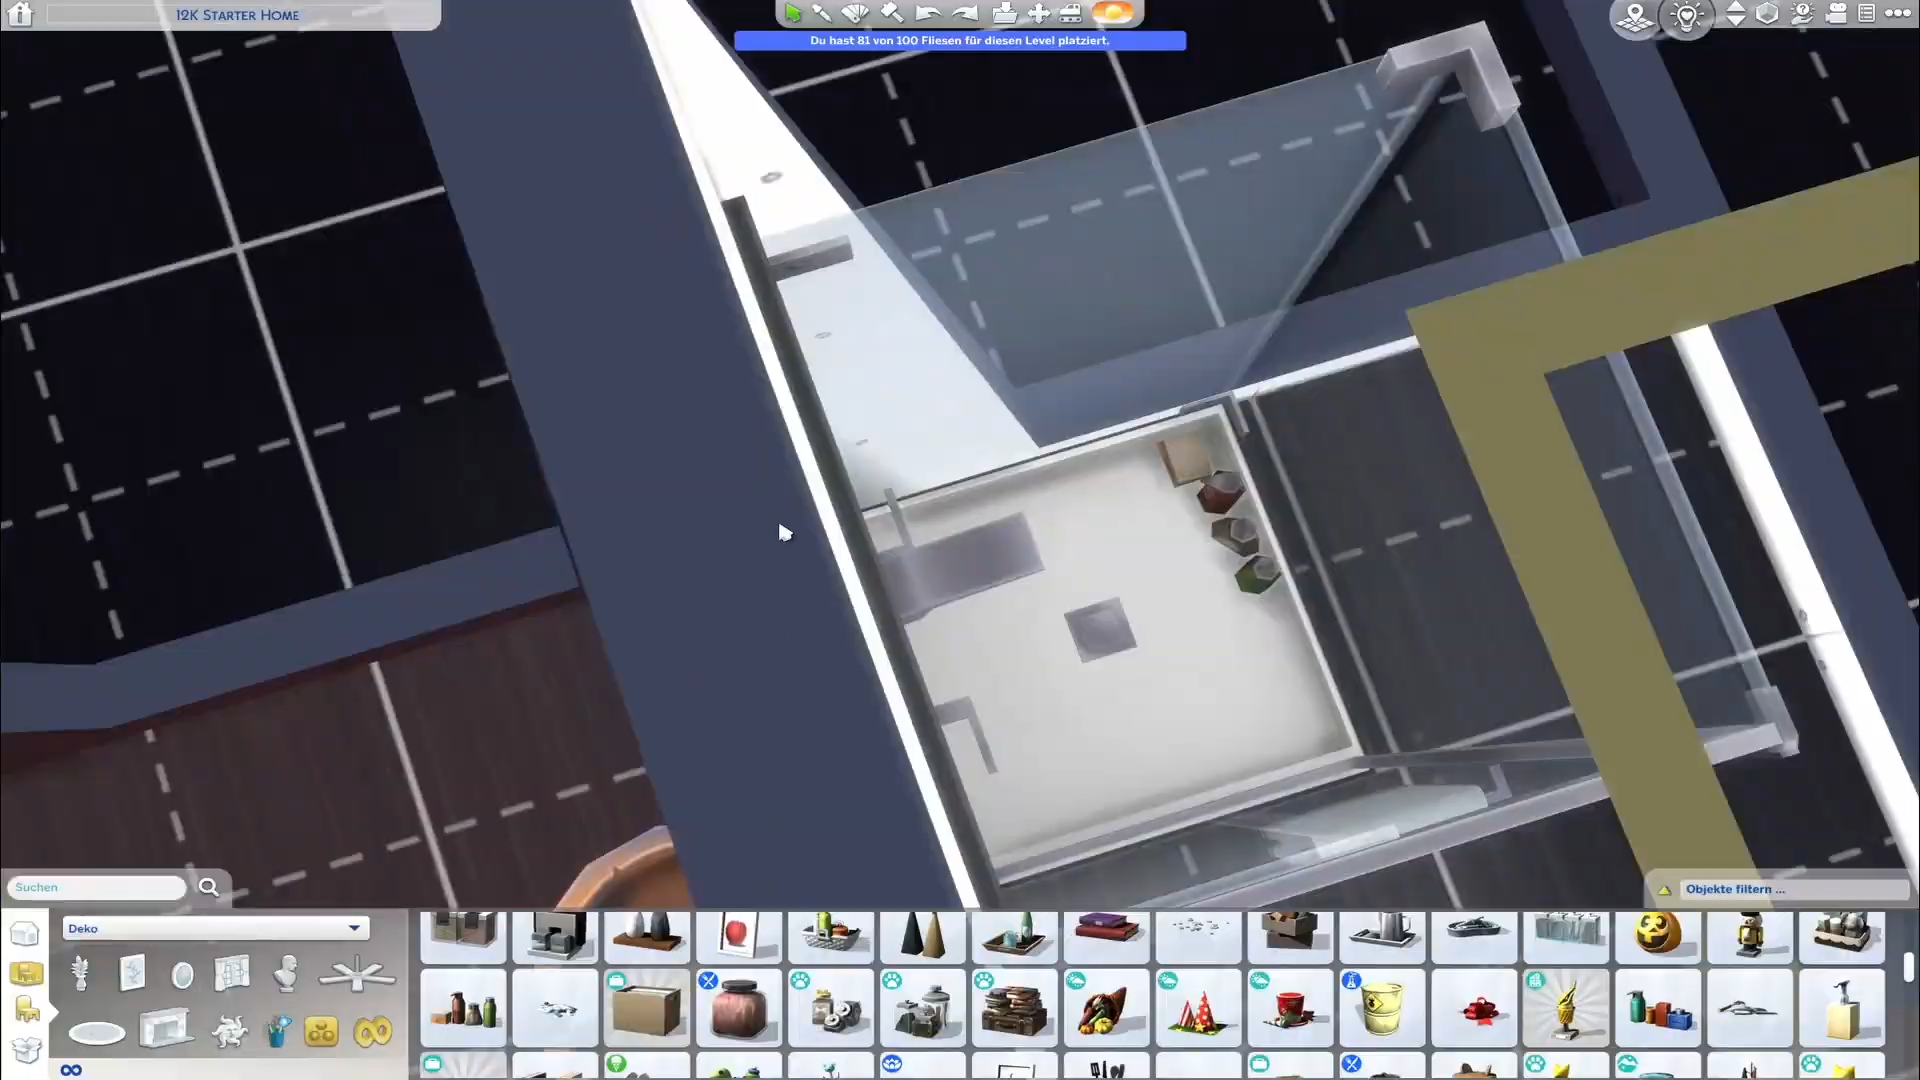 12K Starter Home
Du hast 81 von 100 Fliesen für diesen Level platziert.
Suchen
Objekte filtern ...
Deko